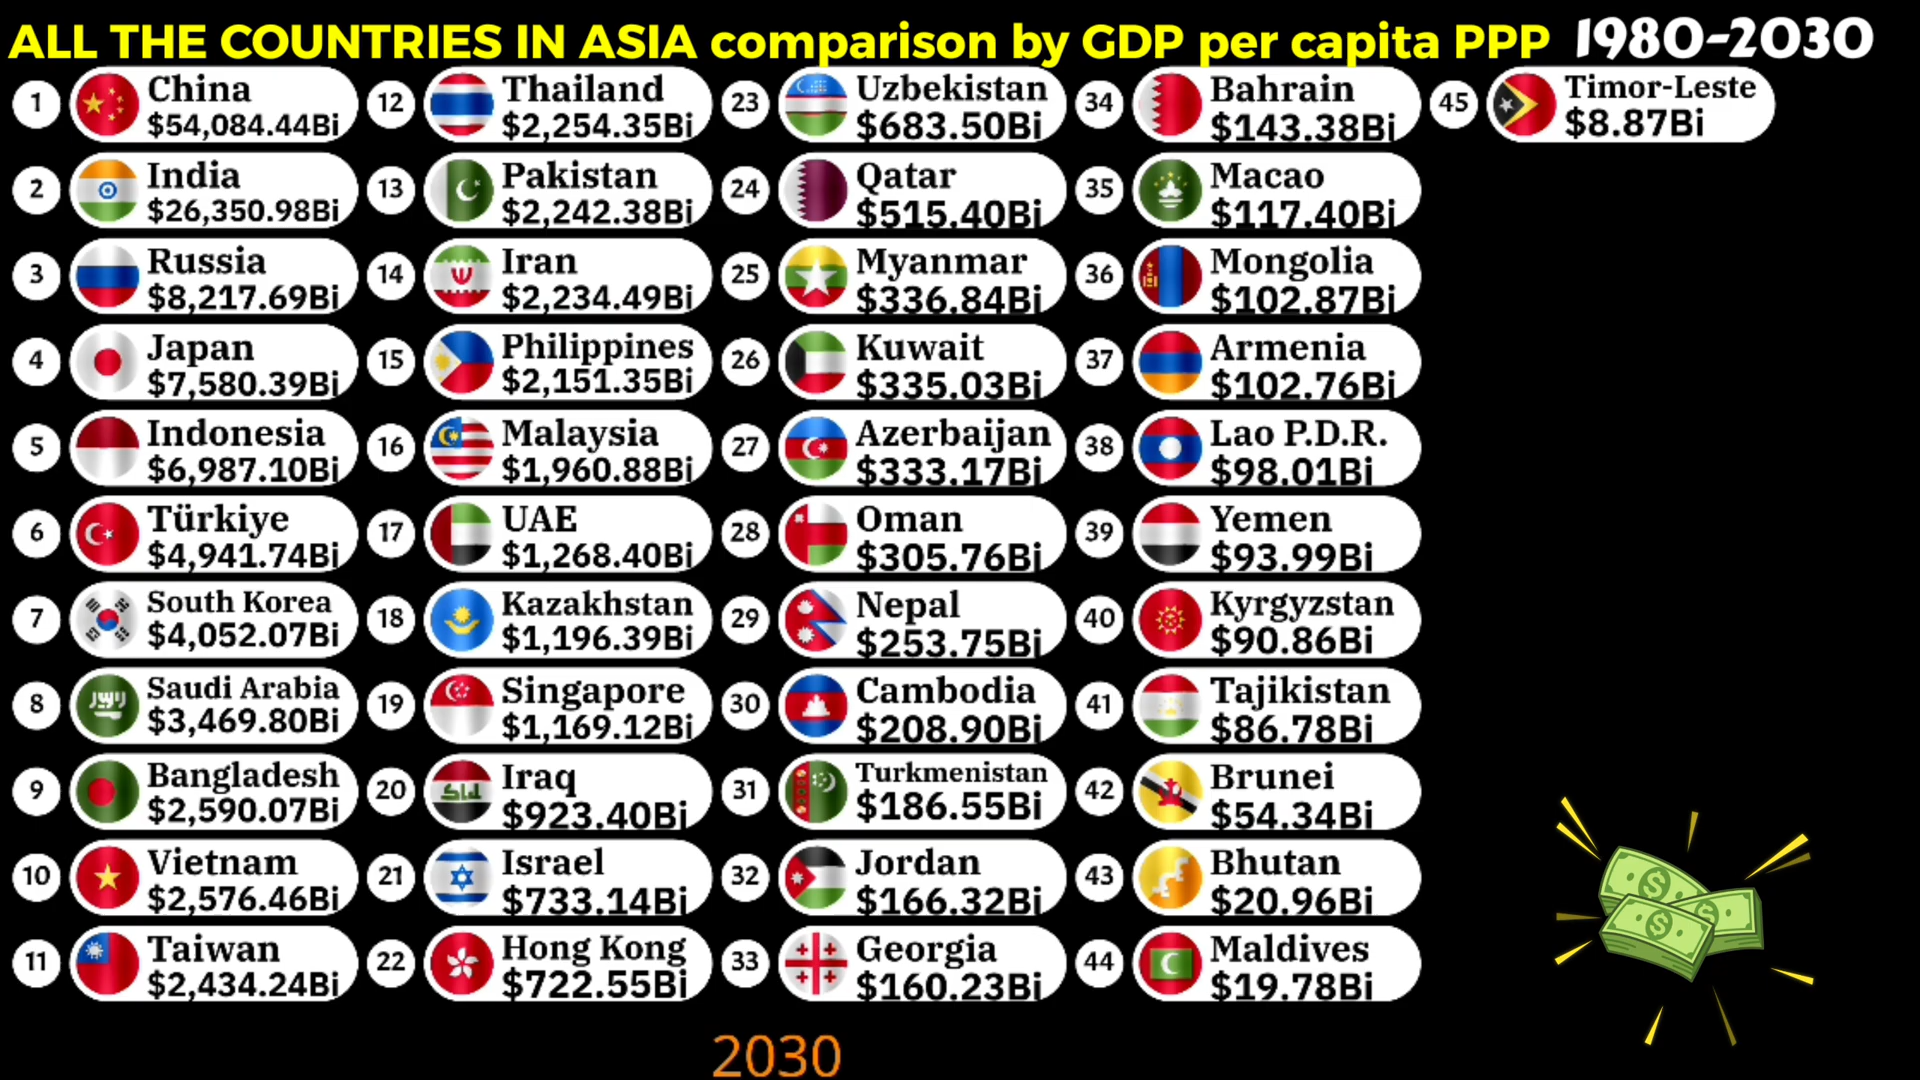 ALL THE COUNTRIES IN ASIA comparison by GDP per capita PPP 1980-2030
1 China
$54,084.44Bi
2 India
$26,350.98Bi
3 Russia
$8,217.69Bi
4 Japan
$7,580.39Bi
5 Indonesia
$6,987.10Bi
6 Türkiye
$4,941.74Bi
7 South Korea
$4,052.07Bi
8 Saudi Arabia
$3,469.80Bi
9 Bangladesh
$2,590.07Bi
10 Vietnam
$2,576.46Bi
11 Taiwan
$2,434.24Bi
12 Thailand
$2,254.35Bi
13 Pakistan
$2,242.38Bi
14 Iran
$2,234.49Bi
15 Philippines
$2,151.35Bi
16 Malaysia
$1,960.88Bi
17 UAE
$1,268.40Bi
18 Kazakhstan
$1,196.39Bi
19 Singapore
$1,169.12Bi
20 Iraq
$923.40Bi
21 Israel
$733.14Bi
22 Hong Kong
$722.55Bi
23 Uzbekistan
$683.50Bi
24 Qatar
$515.40Bi
25 Myanmar
$336.84Bi
26 Kuwait
$335.03Bi
27 Azerbaijan
$333.17Bi
28 Oman
$305.76Bi
29 Nepal
$253.75Bi
30 Cambodia
$208.90Bi
31 Turkmenistan
$186.55Bi
32 Jordan
$166.32Bi
33 Georgia
$160.23Bi
34 Bahrain
$143.38Bi
35 Macao
$117.40Bi
36 Mongolia
$102.87Bi
37 Armenia
$102.76Bi
38 Lao P.D.R.
$98.01Bi
39 Yemen
$93.99Bi
40 Kyrgyzstan
$90.86Bi
41 Tajikistan
$86.78Bi
42 Brunei
$54.34Bi
43 Bhutan
$20.96Bi
44 Maldives
$19.78Bi
45 Timor-Leste
$8.87Bi
2030